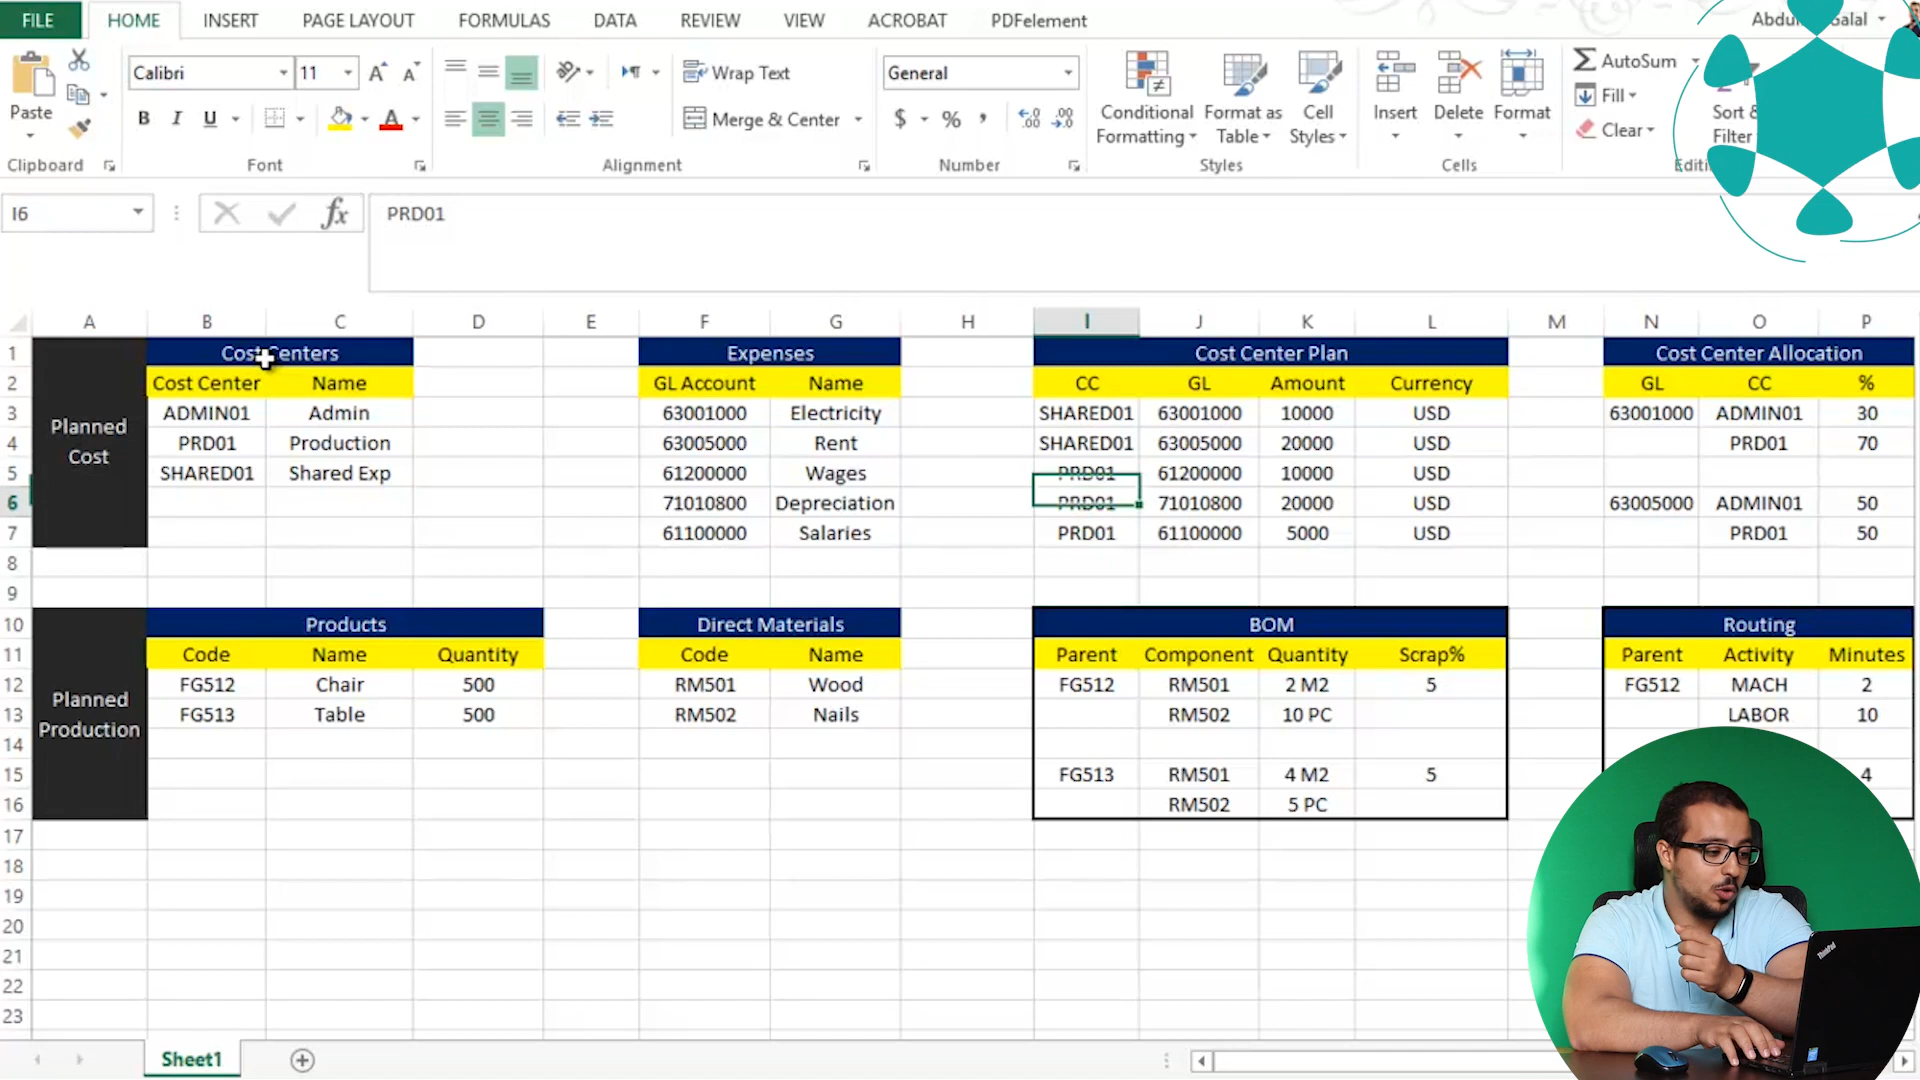 FILE HOME INSERT PAGE LAYOUT FORMULAS DATA REVIEW VIEW ACROBAT PDFelement
Calibri 11 Wrap Text General AutoSum
Paste Conditional Formatting Format as Table Cell Styles Insert Delete Format Fill Sort & Filter
B I U A Merge & Center $ % , Clear
Clipboard Font Alignment Number Styles Cells
I6 fx PRD01
A B C D E F G H I J K L M N O P
1 Cost Centers Expenses Cost Center Plan Cost Center Allocation
2 Cost Center Name GL Account Name CC GL Amount Currency GL CC %
3 ADMIN01 Admin 63001000 Electricity SHARED01 63001000 10000 USD 63001000 ADMIN01 30
Planned Cost
4 PRD01 Production 63005000 Rent SHARED01 63005000 20000 USD PRD01 70
5 SHARED01 Shared Exp 61200000 Wages PRD01 61200000 10000 USD
6 71010800 Depreciation PRD01 71010800 20000 USD 63005000 ADMIN01 50
7 61100000 Salaries PRD01 61100000 5000 USD PRD01 50
8
9
10 Products Direct Materials BOM Routing
11 Code Name Quantity Code Name Parent Component Quantity Scrap% Parent Activity Minutes
12 FG512 Chair 500 RM501 Wood FG512 RM501 2 M2 5 FG512 MACH 2
Planned Production
13 FG513 Table 500 RM502 Nails RM502 10 PC LABOR 10
14
15 FG513 RM501 4 M2 5 4
16 RM502 5 PC
17
18
19
20
21
22
23
Sheet1
ThinkPad